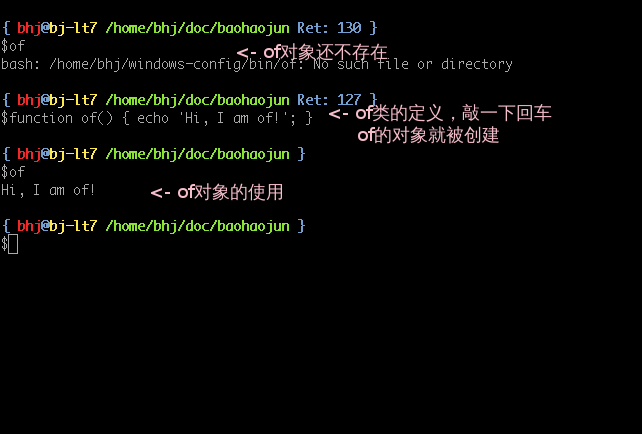 { bhj@bj-lt7 /home/bhj/doc/baohaojun Ret: 130 }
$of
<- of对象还不存在
bash: /home/bhj/windows-config/bin/of: No such file or directory
{ bhj@bj-lt7 /home/bhj/doc/baohaojun Ret: 127 }
$function of() { echo 'Hi, I am of!'; }
<- of类的定义，敲一下回车
of的对象就被创建
{ bhj@bj-lt7 /home/bhj/doc/baohaojun }
$of
Hi, I am of!
<- of对象的使用
{ bhj@bj-lt7 /home/bhj/doc/baohaojun }
$